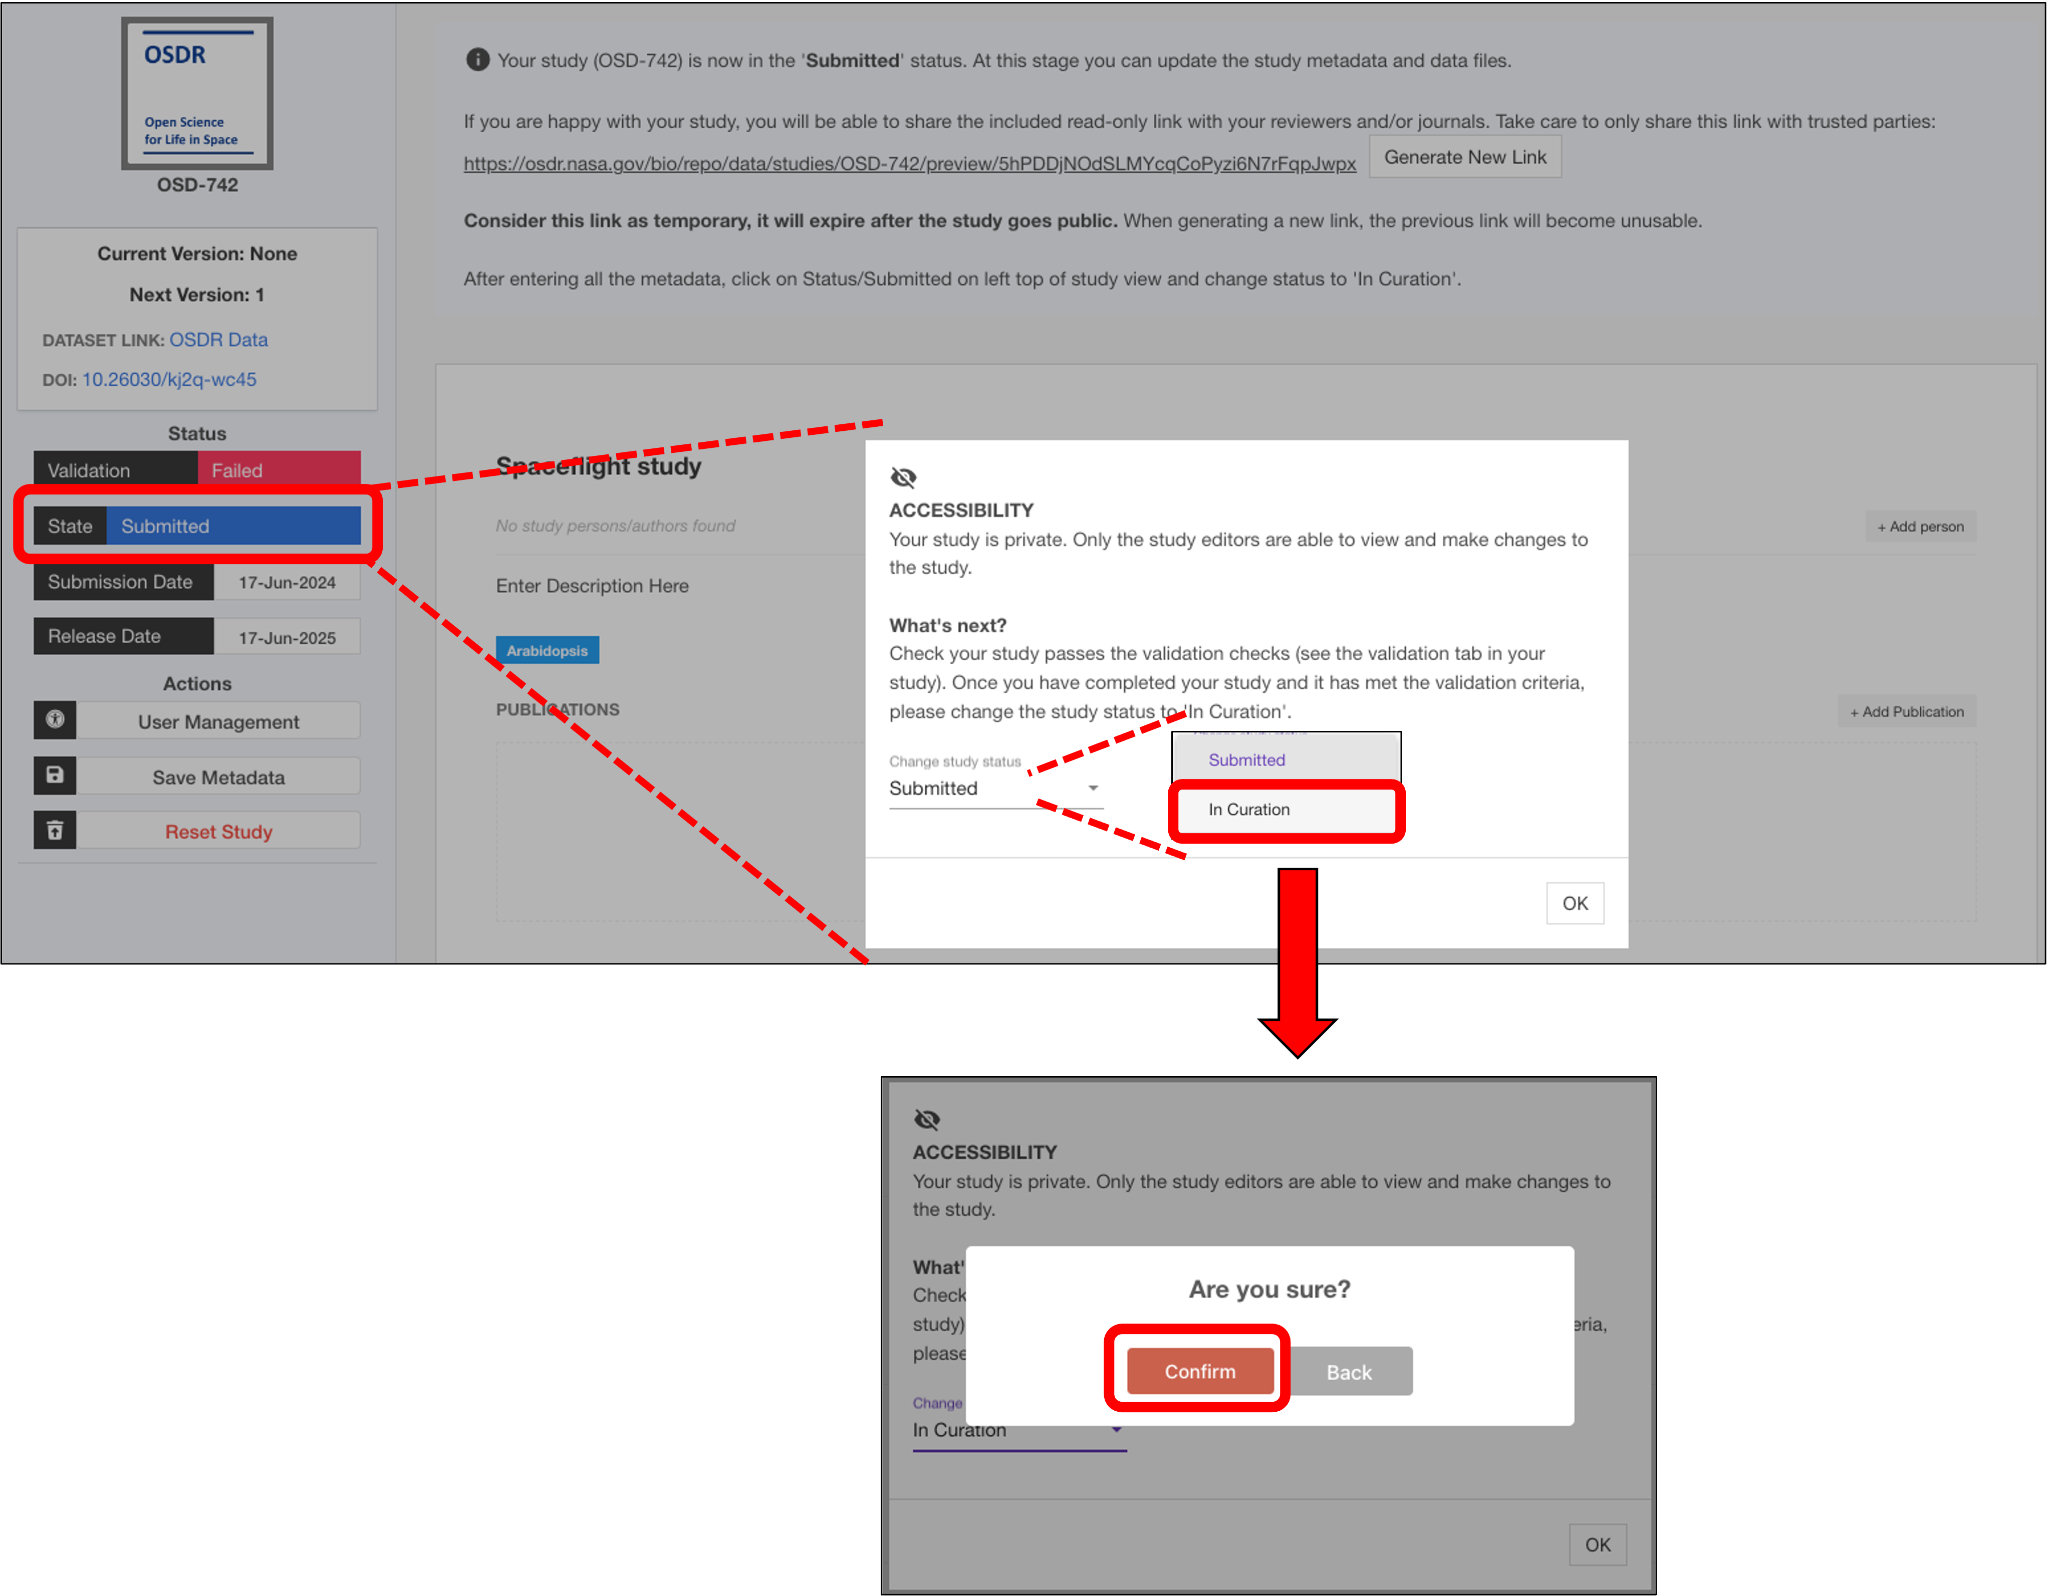 OSDR
Open Science
for Life in Space
OSD-742
Current Version: None
Next Version: 1
DATASET LINK: OSDR Data
DOI: 10.26030/kj2q-wc45
Status
Validation Failed
State Submitted
Submission Date 17-Jun-2024
Release Date 17-Jun-2025
Actions
User Management
Save Metadata
Reset Study
Your study (OSD-742) is now in the 'Submitted' status. At this stage you can update the study metadata and data files.
If you are happy with your study, you will be able to share the included read-only link with your reviewers and/or journals. Take care to only share this link with trusted parties:
https://osdr.nasa.gov/bio/repo/data/studies/OSD-742/preview/5hPDDjNOdSLMYcqCoPyzi6N7rFqpJwpx Generate New Link
Consider this link as temporary, it will expire after the study goes public. When generating a new link, the previous link will become unusable.
After entering all the metadata, click on Status/Submitted on left top of study view and change status to 'In Curation'.
Spaceflight study
No study persons/authors found
+ Add person
Enter Description Here
Arabidopsis
PUBLICATIONS
+ Add Publication
ACCESSIBILITY
Your study is private. Only the study editors are able to view and make changes to
the study.
What's next?
Check your study passes the validation checks (see the validation tab in your
study). Once you have completed your study and it has met the validation criteria,
please change the study status to 'In Curation'.
Change study status
Submitted
Submitted
In Curation
OK
ACCESSIBILITY
Your study is private. Only the study editors are able to view and make changes to
the study.
What'
Check
study) eria,
please
Are you sure?
Confirm Back
Change
In Curation
OK